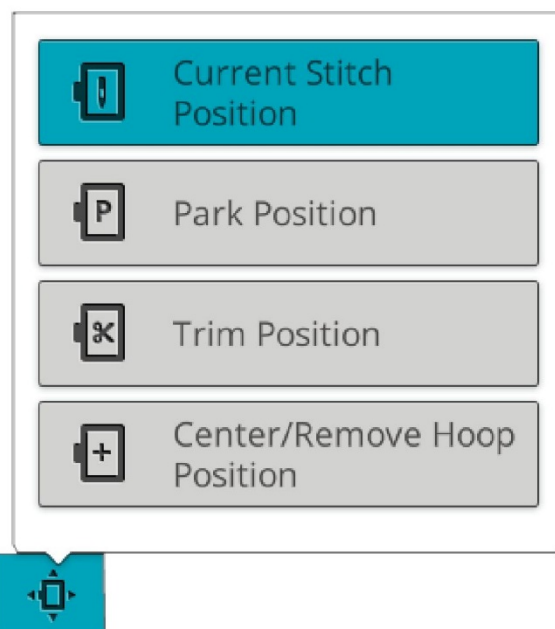 Current Stitch
Position
P
Park Position
Trim Position
Center/Remove Hoop
Position